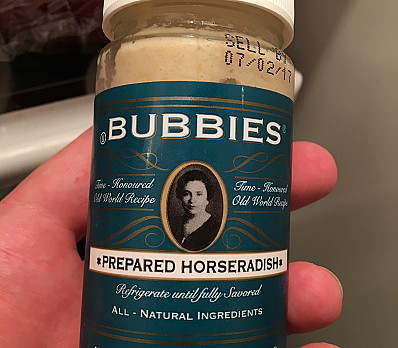 SELL BY
07/02/17
BUBBIES®
Time - Honoured
Old World Recipe
Time - Honoured
Old World Recipe
*PREPARED HORSERADISH*
Refrigerate until fully Savored
ALL - NATURAL INGREDIENTS